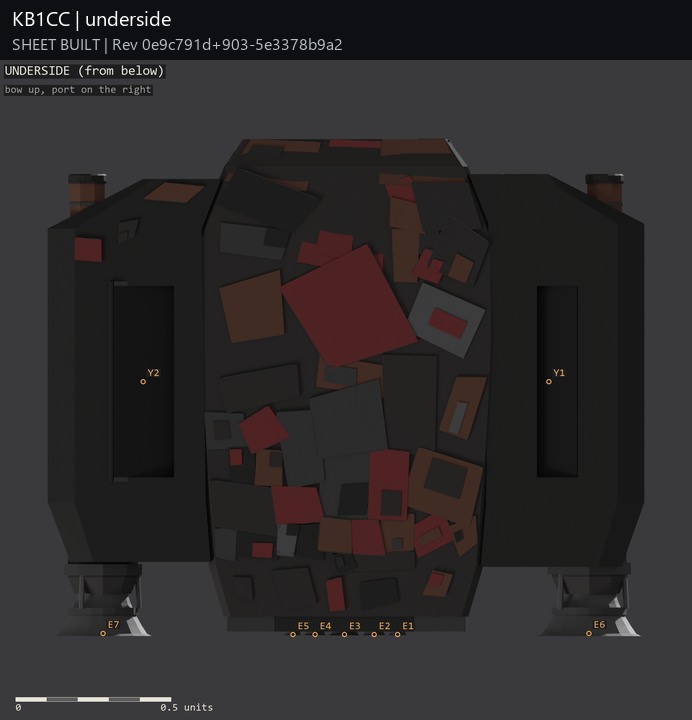 KB1CC | underside
SHEET BUILT | Rev 0e9c791d+903-5e3378b9a2
UNDERSIDE (from below)
bow up, port on the right
Y2
Y1
E7
E5
E4
E3
E2
E1
E6
0
0.5 units